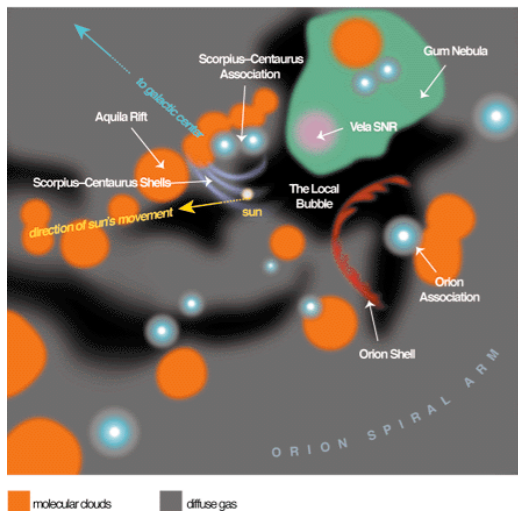 Scorpius–Centaurus
Association
Gum Nebula
to galactic center
Aquila Rift
Vela SNR
Scorpius–Centaurus Shells
The Local
Bubble
direction of sun's movement
sun
Orion
Association
Orion Shell
ORION SPIRAL ARM
molecular clouds
diffuse gas